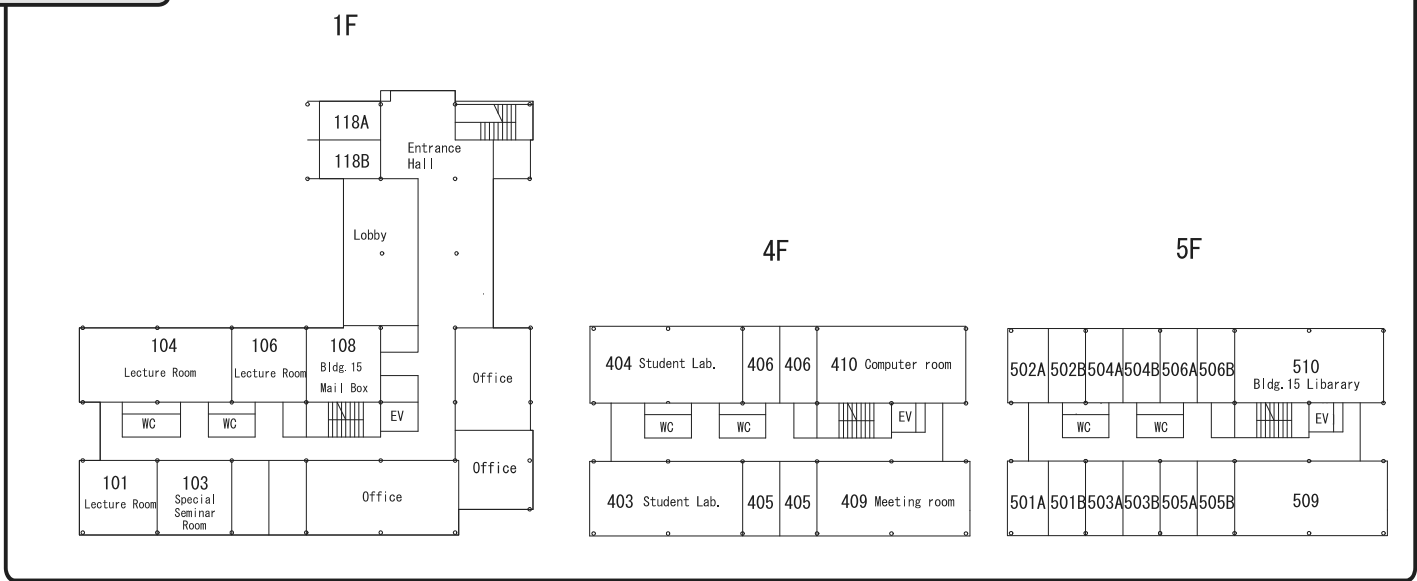 1F
118A
118B
Entrance
Hall
Lobby
104
Lecture Room
106
Lecture Room
108
Bldg. 15
Mail Box
Office
WC
WC
EV
Office
101
Lecture Room
103
Special
Seminar
Room
Office
4F
404 Student Lab.
406
406
410 Computer room
WC
WC
EV
403 Student Lab.
405
405
409 Meeting room
5F
502A
502B
504A
504B
506A
506B
510
Bldg. 15 Libarary
WC
WC
EV
501A
501B
503A
503B
505A
505B
509